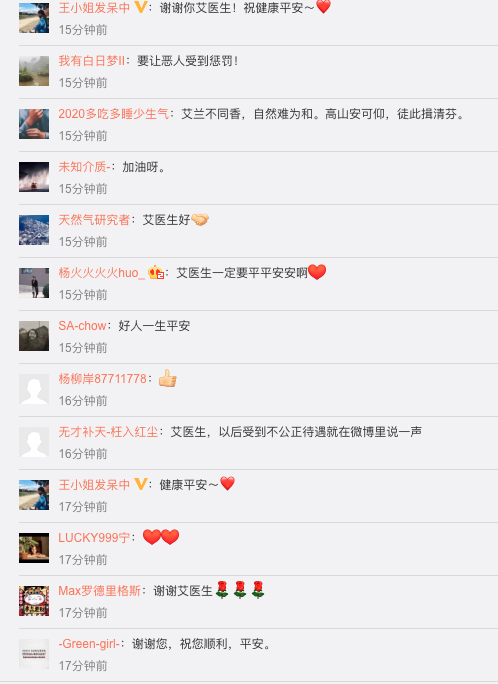 王小姐发呆中：谢谢你艾医生！祝健康平安～
15分钟前
我有白日梦II：要让恶人受到惩罚！
15分钟前
2020多吃多睡少生气：艾兰不同香，自然难为和。高山安可仰，徒此揖清芬。
15分钟前
未知介质-：加油呀。
15分钟前
天然气研究者：艾医生好
15分钟前
杨火火火火huo_：艾医生一定要平平安安啊
15分钟前
SA-chow：好人一生平安
15分钟前
杨柳岸87711778：
16分钟前
无才补天-枉入红尘：艾医生，以后受到不公正待遇就在微博里说一声
16分钟前
王小姐发呆中：健康平安～
17分钟前
LUCKY999宁：
17分钟前
Max罗德里格斯：谢谢艾医生
17分钟前
-Green-girl-：谢谢您，祝您顺利，平安。
17分钟前